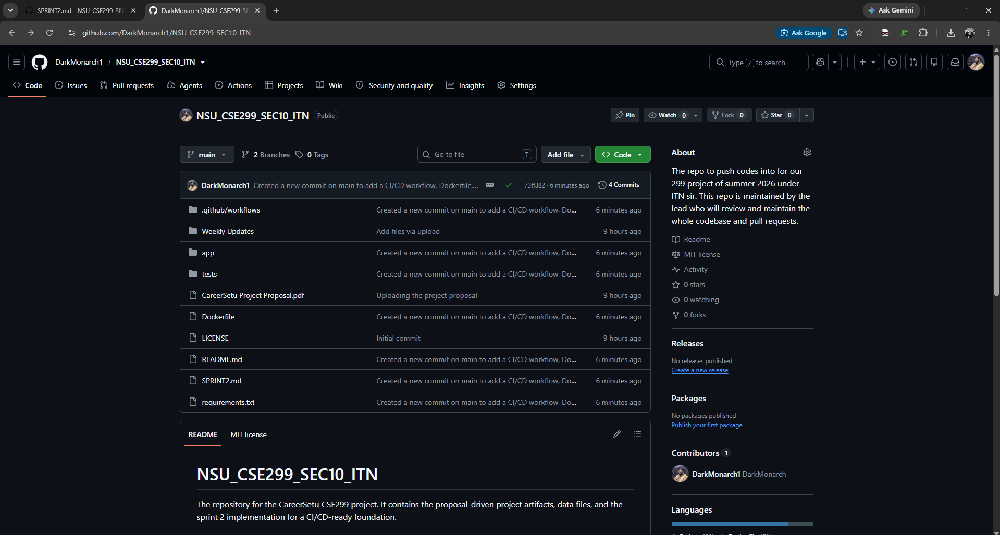 SPRINT2.md - NSU_CSE299_SEC
DarkMonarch1/NSU_CSE299_SE
Ask Gemini
github.com/DarkMonarch1/NSU_CSE299_SEC10_ITN
Ask Google
DarkMonarch1 / NSU_CSE299_SEC10_ITN
Type / to search
Code
Issues
Pull requests
Agents
Actions
Projects
Wiki
Security and quality
Insights
Settings
NSU_CSE299_SEC10_ITN Public
Pin
Watch 0
Fork 0
Star 0
main
2 Branches
0 Tags
Go to file T
Add file
Code
DarkMonarch1 Created a new commit on main to add a CI/CD workflow, Dockerfile,... 73ff382 · 6 minutes ago 4 Commits
.github/workflows Created a new commit on main to add a CI/CD workflow, Do... 6 minutes ago
Weekly Updates Add files via upload 9 hours ago
app Created a new commit on main to add a CI/CD workflow, Do... 6 minutes ago
tests Created a new commit on main to add a CI/CD workflow, Do... 6 minutes ago
CareerSetu Project Proposal.pdf Uploading the project proposal 9 hours ago
Dockerfile Created a new commit on main to add a CI/CD workflow, Do... 6 minutes ago
LICENSE Initial commit 9 hours ago
README.md Created a new commit on main to add a CI/CD workflow, Do... 6 minutes ago
SPRINT2.md Created a new commit on main to add a CI/CD workflow, Do... 6 minutes ago
requirements.txt Created a new commit on main to add a CI/CD workflow, Do... 6 minutes ago
README
MIT license
NSU_CSE299_SEC10_ITN
The repository for the CareerSetu CSE299 project. It contains the proposal-driven project artifacts, data files, and the
sprint 2 implementation for a CI/CD-ready foundation.
About
The repo to push codes into for our
299 project of summer 2026 under
ITN sir. This repo is maintained by the
lead who will review and maintain the
whole codebase and pull requests.
Readme
MIT license
Activity
0 stars
0 watching
0 forks
Releases
No releases published
Create a new release
Packages
No packages published
Publish your first package
Contributors 1
DarkMonarch1 DarkMonarch
Languages